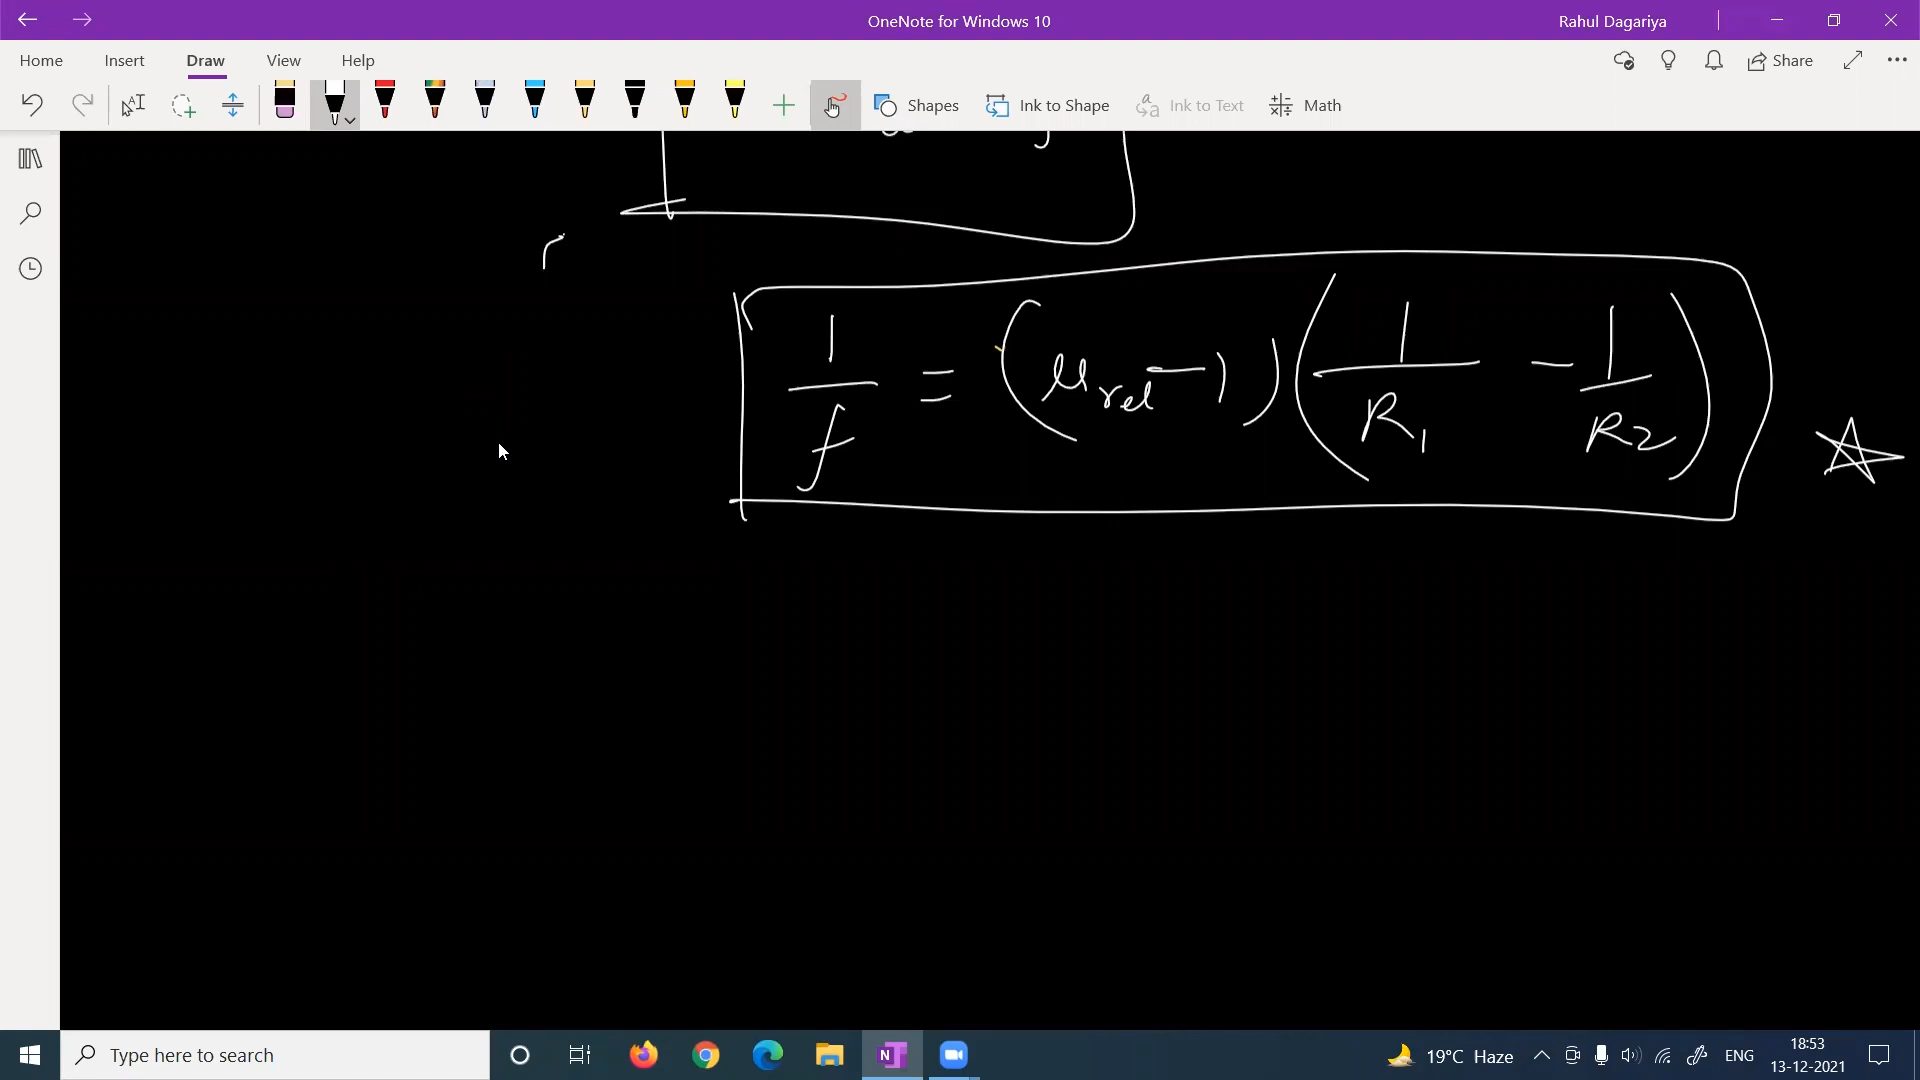 OneNote for Windows 10
Rahul Dagariya
Home Insert Draw View Help
Share
Shapes Ink to Shape Ink to Text Math
1/f = (μrel - 1) (1/R1 - 1/R2)
Type here to search
19°C Haze
ENG
18:53
13-12-2021